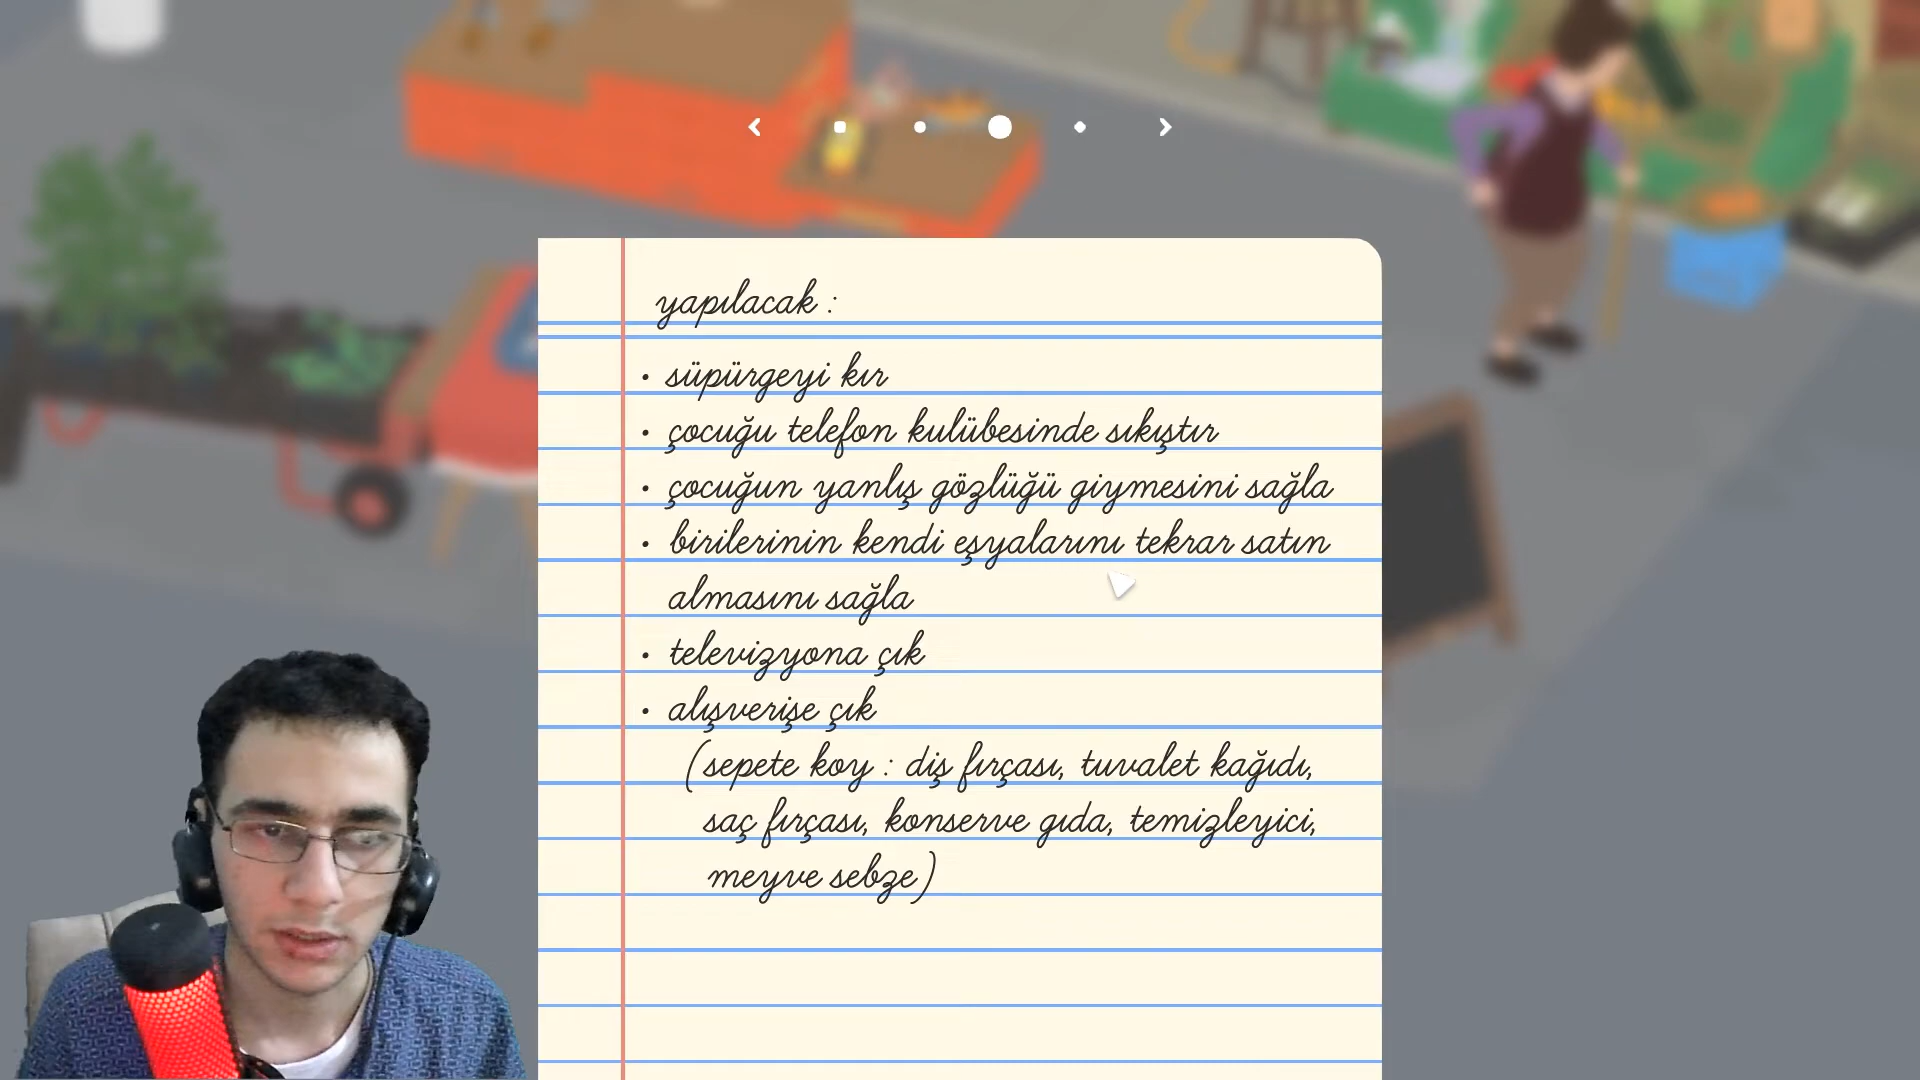 yapılacak :
• süpürgeyi kır
• çocuğu telefon kulübesinde sıkıştır
• çocuğun yanlış gözlüğü giymesini sağla
• birilerinin kendi eşyalarını tekrar satın
almasını sağla
• televizyona çık
• alışverişe çık
(sepete koy : diş fırçası, tuvalet kağıdı,
saç fırçası, konserve gıda, temizleyici,
meyve sebze)